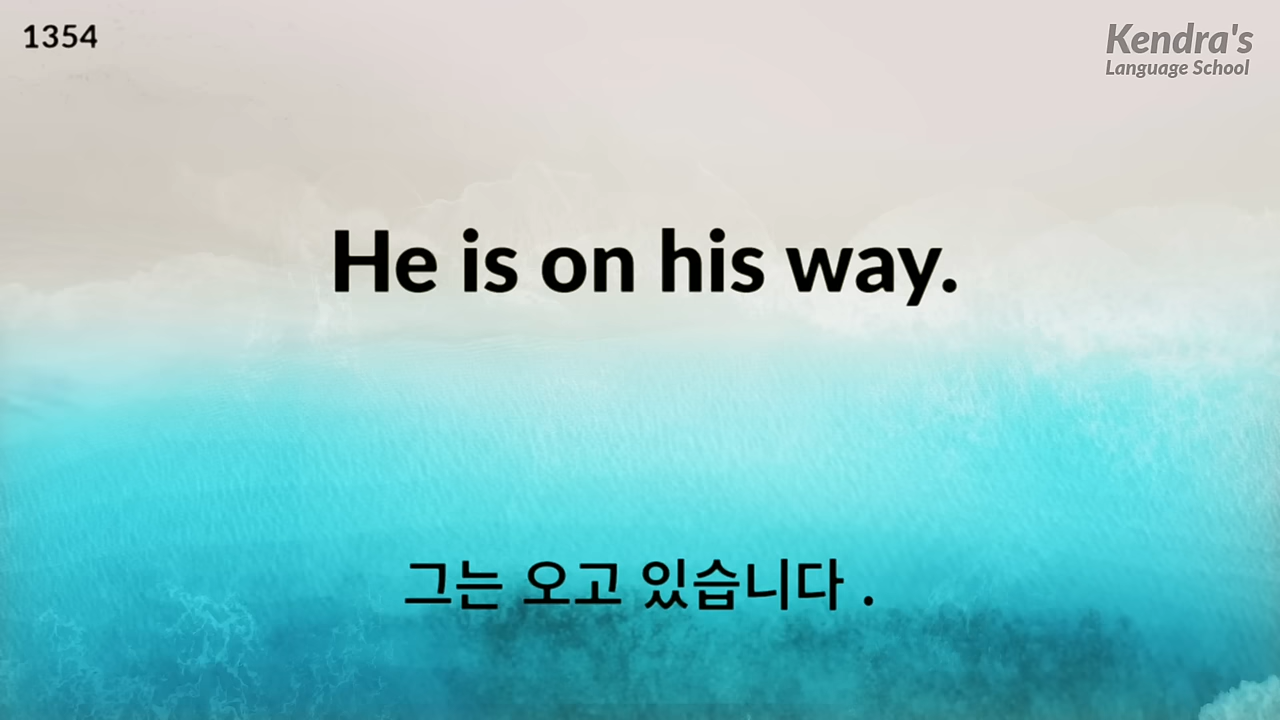 1354
Kendra's
Language School
He is on his way.
그는 오고 있습니다 .